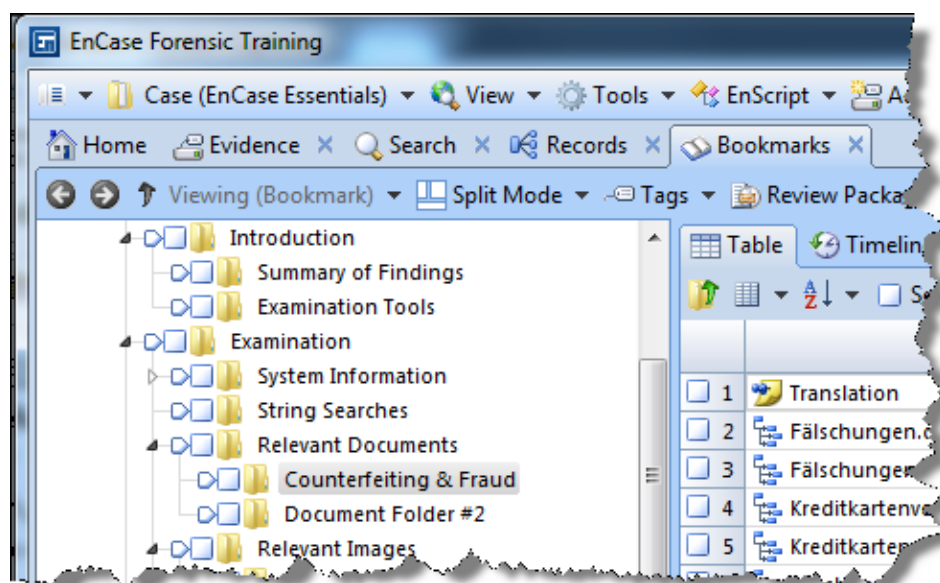 EnCase Forensic Training
Case (EnCase Essentials) View Tools EnScript
Home Evidence Search Records Bookmarks
Viewing (Bookmark) Split Mode Tags Review
Introduction
Summary of Findings
Examination Tools
Examination
System Information
String Searches
Relevant Documents
Counterfeiting & Fraud
Document Folder #2
Relevant Images
Table
1 Translation
2
3
4
5